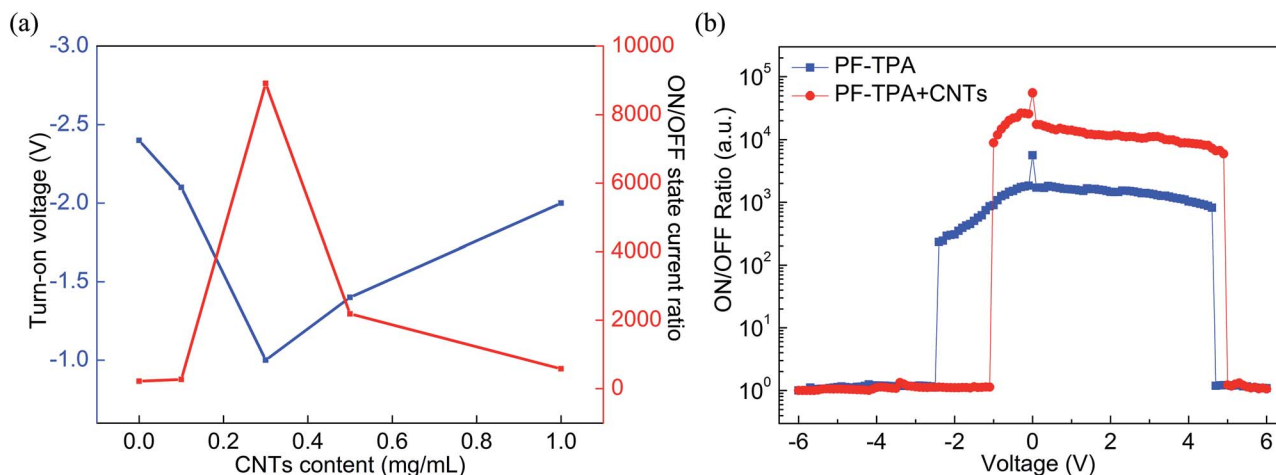 (a)
-3.0
-2.5
-2.0
-1.5
-1.0
Turn-on voltage (V)
0.0 0.2 0.4 0.6 0.8 1.0
CNTs content (mg/mL)
10000
8000
6000
4000
2000
0
ON/OFF state current ratio
(b)
PF-TPA
PF-TPA+CNTs
10^5
10^4
10^3
10^2
10^1
10^0
ON/OFF Ratio (a.u.)
-6 -4 -2 0 2 4 6
Voltage (V)